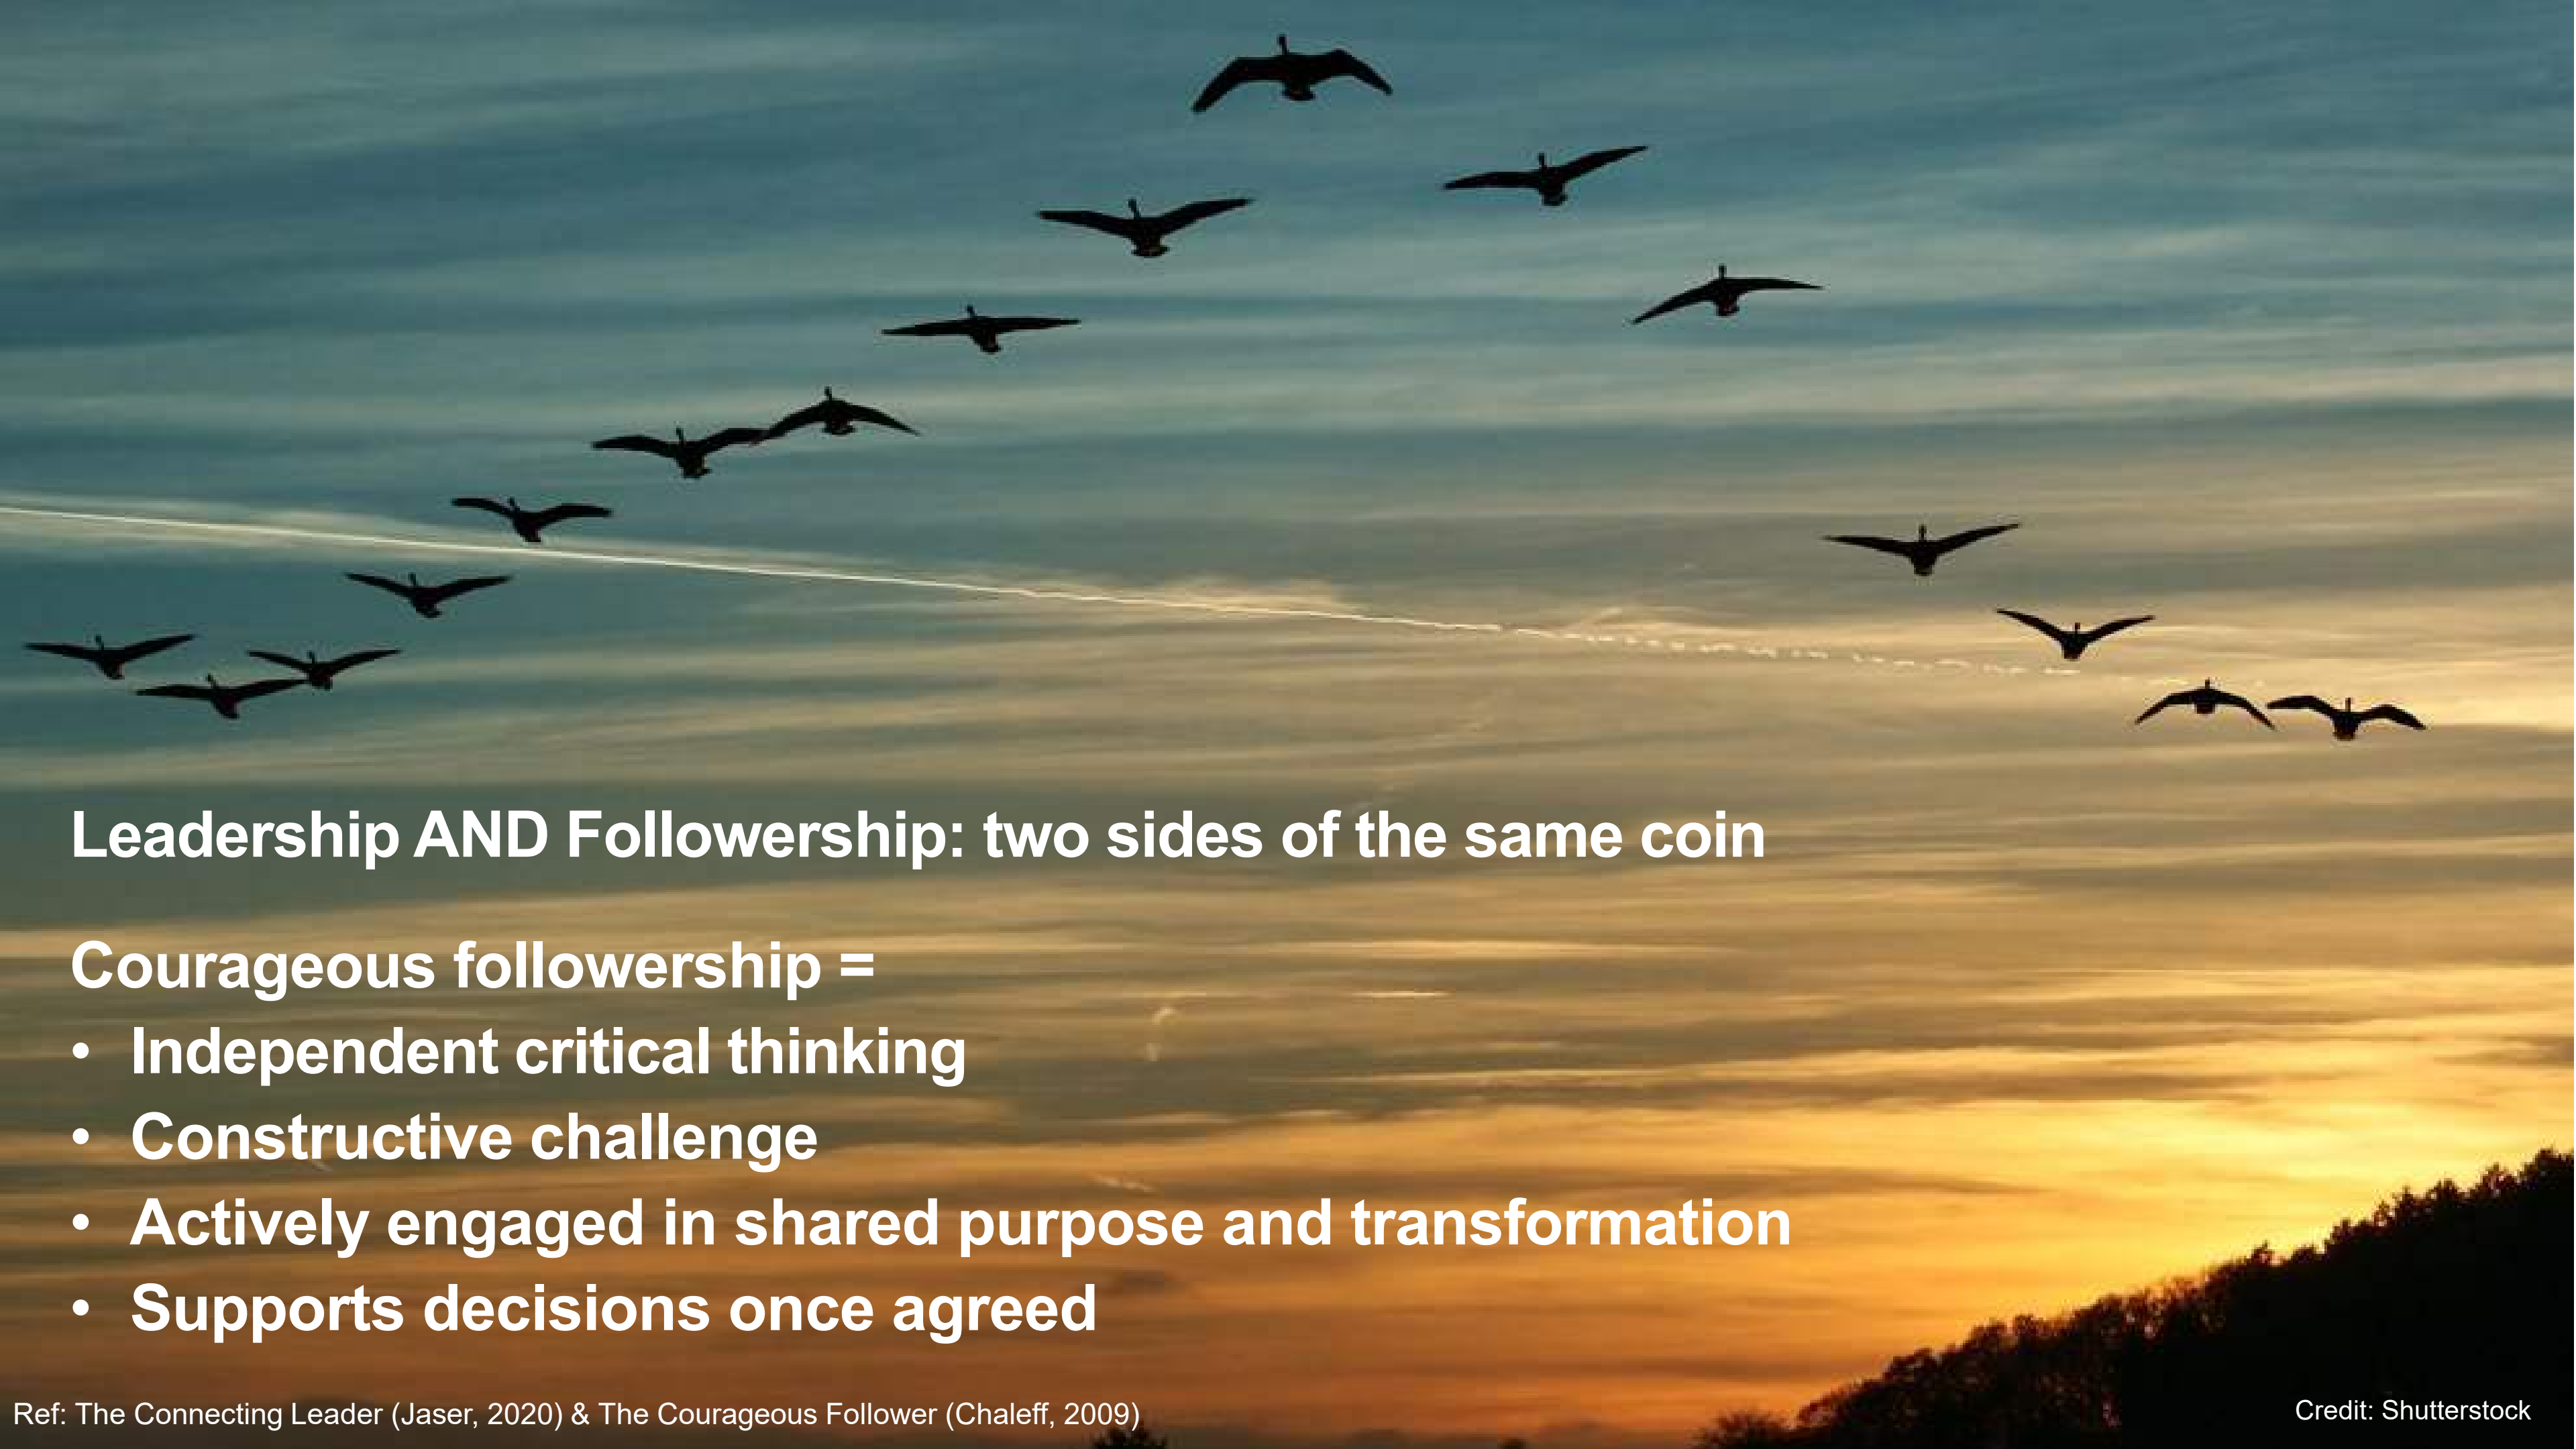 Leadership AND Followership: two sides of the same coin
Courageous followership =
• Independent critical thinking
• Constructive challenge
• Actively engaged in shared purpose and transformation
• Supports decisions once agreed
Ref: The Connecting Leader (Jaser, 2020) & The Courageous Follower (Chaleff, 2009)
Credit: Shutterstock